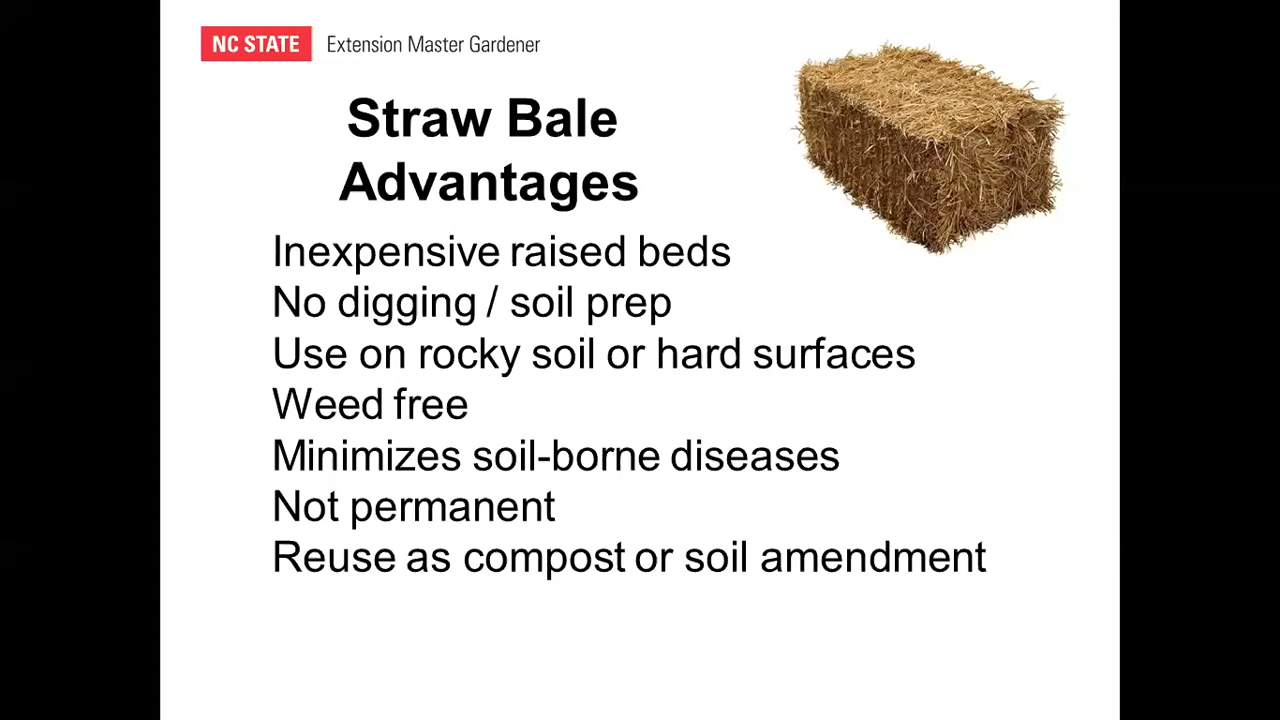 NC STATE Extension Master Gardener
Straw Bale
Advantages
Inexpensive raised beds
No digging / soil prep
Use on rocky soil or hard surfaces
Weed free
Minimizes soil-borne diseases
Not permanent
Reuse as compost or soil amendment